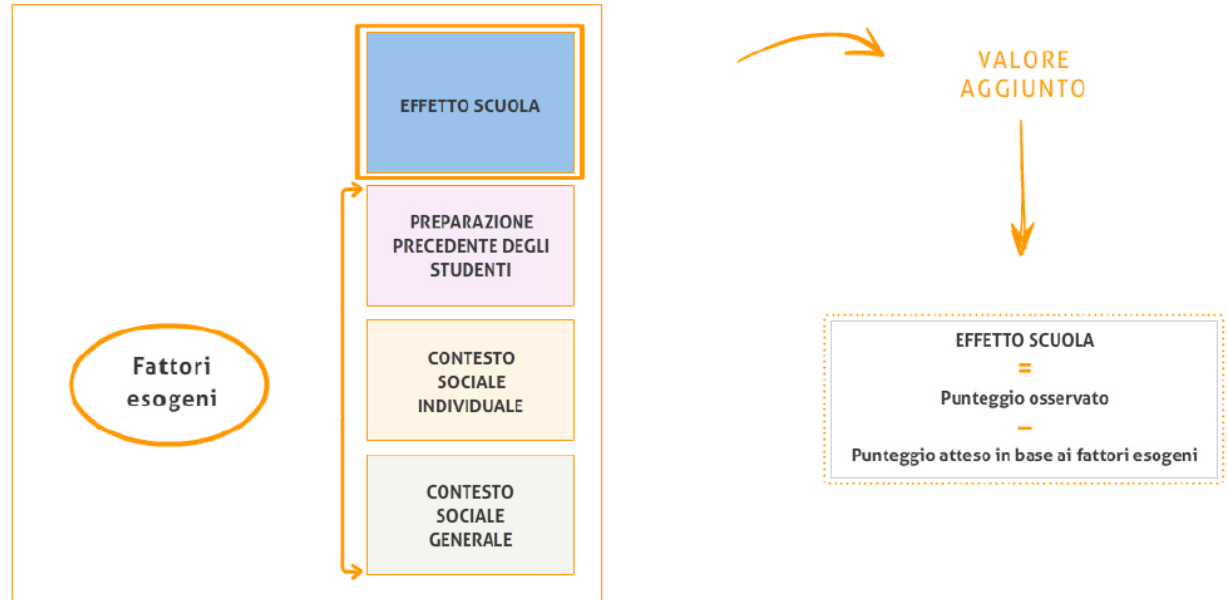 EFFETTO SCUOLA
PREPARAZIONE
PRECEDENTE DEGLI
STUDENTI
Fattori
esogeni
CONTESTO
SOCIALE
INDIVIDUALE
CONTESTO
SOCIALE
GENERALE
VALORE
AGGIUNTO
EFFETTO SCUOLA
=
Punteggio osservato
–
Punteggio atteso in base ai fattori esogeni